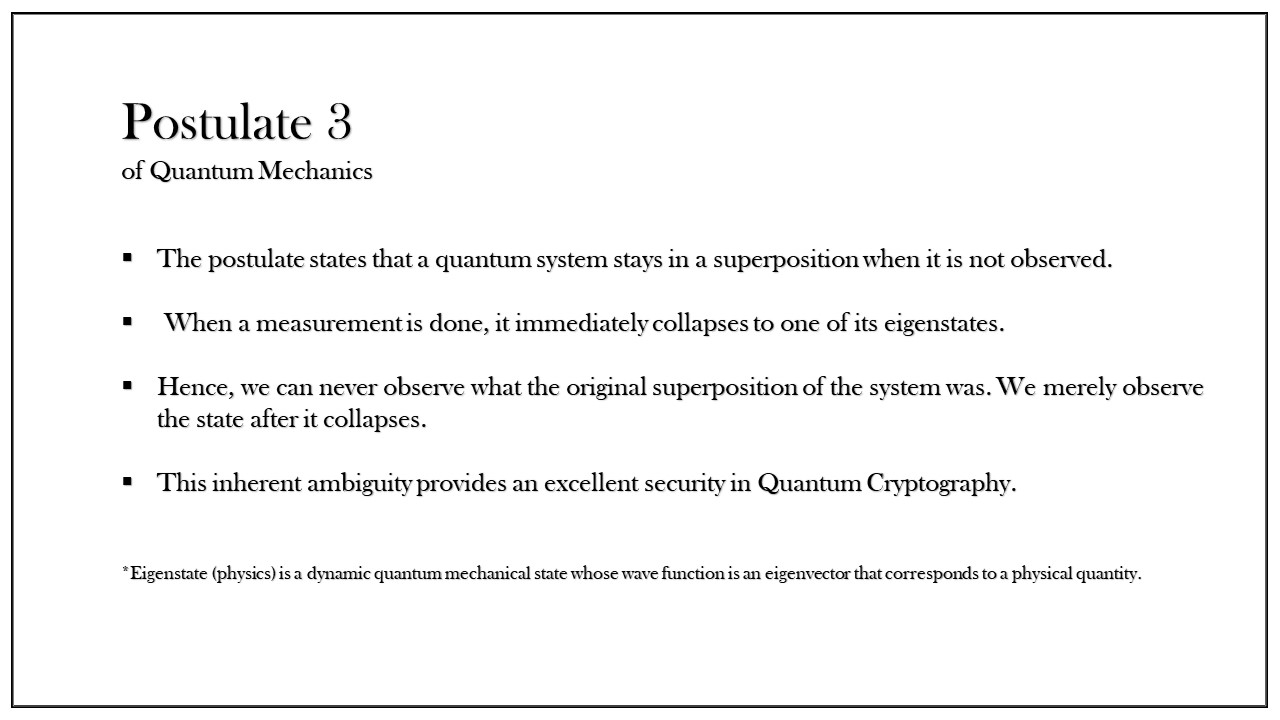 Postulate 3
of Quantum Mechanics
▪ The postulate states that a quantum system stays in a superposition when it is not observed.
▪ When a measurement is done, it immediately collapses to one of its eigenstates.
▪ Hence, we can never observe what the original superposition of the system was. We merely observe
the state after it collapses.
▪ This inherent ambiguity provides an excellent security in Quantum Cryptography.
*Eigenstate (physics) is a dynamic quantum mechanical state whose wave function is an eigenvector that corresponds to a physical quantity.